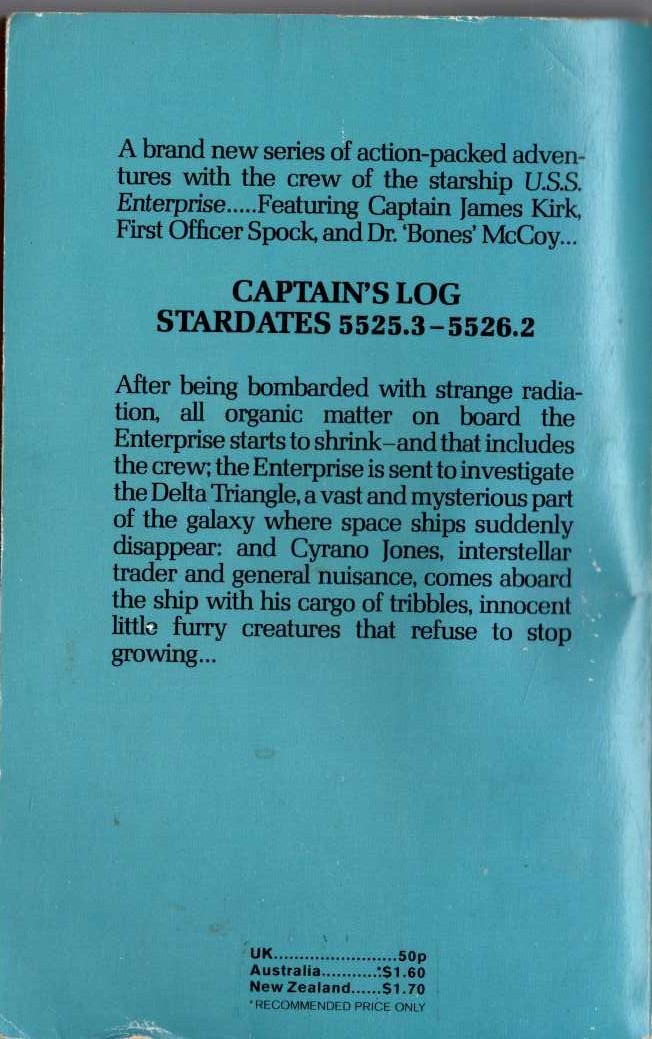 A brand new series of action-packed adven-
tures with the crew of the starship U.S.S.
Enterprise.....Featuring Captain James Kirk,
First Officer Spock, and Dr. 'Bones' McCoy...
CAPTAIN'S LOG
STARDATES 5525.3–5526.2
After being bombarded with strange radia-
tion, all organic matter on board the
Enterprise starts to shrink–and that includes
the crew; the Enterprise is sent to investigate
the Delta Triangle, a vast and mysterious part
of the galaxy where space ships suddenly
disappear: and Cyrano Jones, interstellar
trader and general nuisance, comes aboard
the ship with his cargo of tribbles, innocent
little furry creatures that refuse to stop
growing...
UK........................50p
Australia...........*$1.60
New Zealand......$1.70
*RECOMMENDED PRICE ONLY